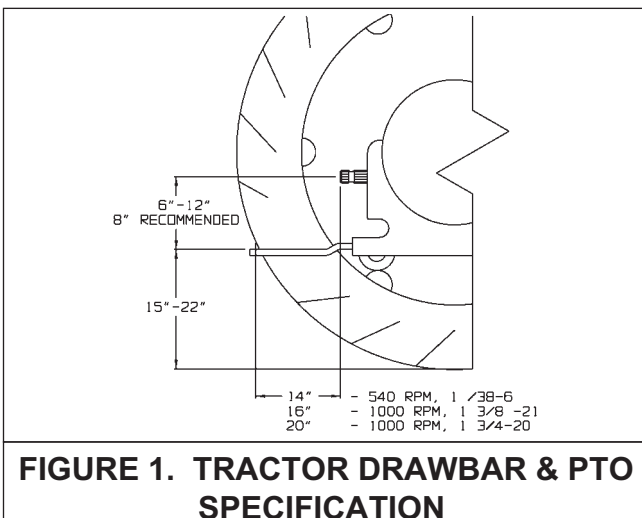 6"-12"
8" RECOMMENDED
15"-22"
14" - 540 RPM, 1 /38-6
16" - 1000 RPM, 1 3/8 -21
20" - 1000 RPM, 1 3/4-20
FIGURE 1. TRACTOR DRAWBAR & PTO
SPECIFICATION